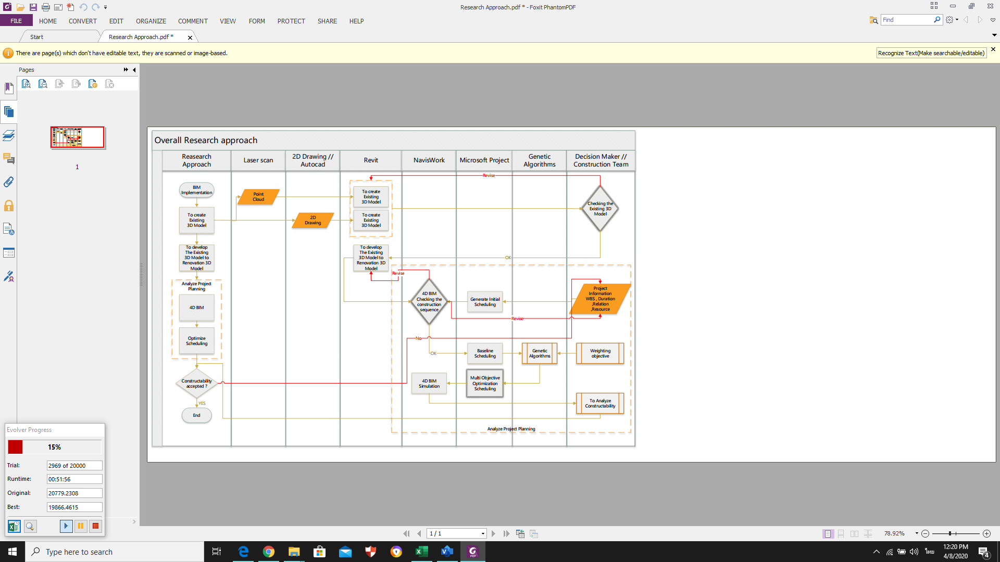 Research Approach.pdf * - Foxit PhantomPDF
FILE HOME CONVERT EDIT ORGANIZE COMMENT VIEW FORM PROTECT SHARE HELP
Find
Start
Research Approach.pdf *
There are page(s) which don't have editable text, they are scanned or image-based.
Recognize Text(Make searchable/editable)
Pages
1
Overall Research approach
Reasearch
Approach
Laser scan
2D Drawing //
Autocad
Revit
NavisWork
Microsoft Project
Genetic
Algorithms
Decision Maker //
Construction Team
Revise
BIM
Implementation
Point
Cloud
To create
Existing
3D Model
Checking the
Existing 3D
Model
To create
Existing
3D Model
2D
Drawing
To create
Existing
3D Model
To develop
The Existing
3D Model to
Renovation 3D
Model
To develop
The Existing
3D Model to
Renovation 3D
Model
OK
Revise
Analyze Project
Planning
4D BIM
4D BIM
Checking the
construction
sequence
Generate Initial
Scheduling
Project
Information
WBS , Duration
,Relation
,Resource
Revise
Optimize
Scheduling
No
OK
Baseline
Scheduling
Genetic
Algorithms
Weighting
objective
Constructability
accepted ?
4D BIM
Simulation
Multi Objective
Optimization
Scheduling
YES
To Analyze
Constructability
End
Analyze Project Planning
Evolver Progress
15%
Trial: 2969 of 20000
Runtime: 00:51:56
Original: 20779.2308
Best: 19866.4615
1 / 1
78.92%
Type here to search
ไทย
12:20 PM
4/8/2020
4